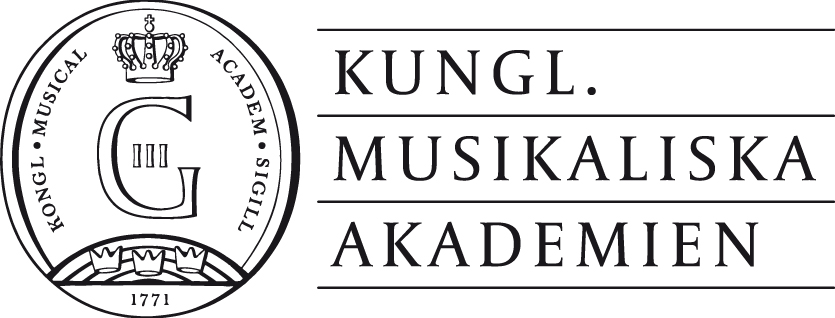 KONGL • MUSICAL ACADEM • SIGILL
G III
1771
KUNGL.
MUSIKALISKA
AKADEMIEN